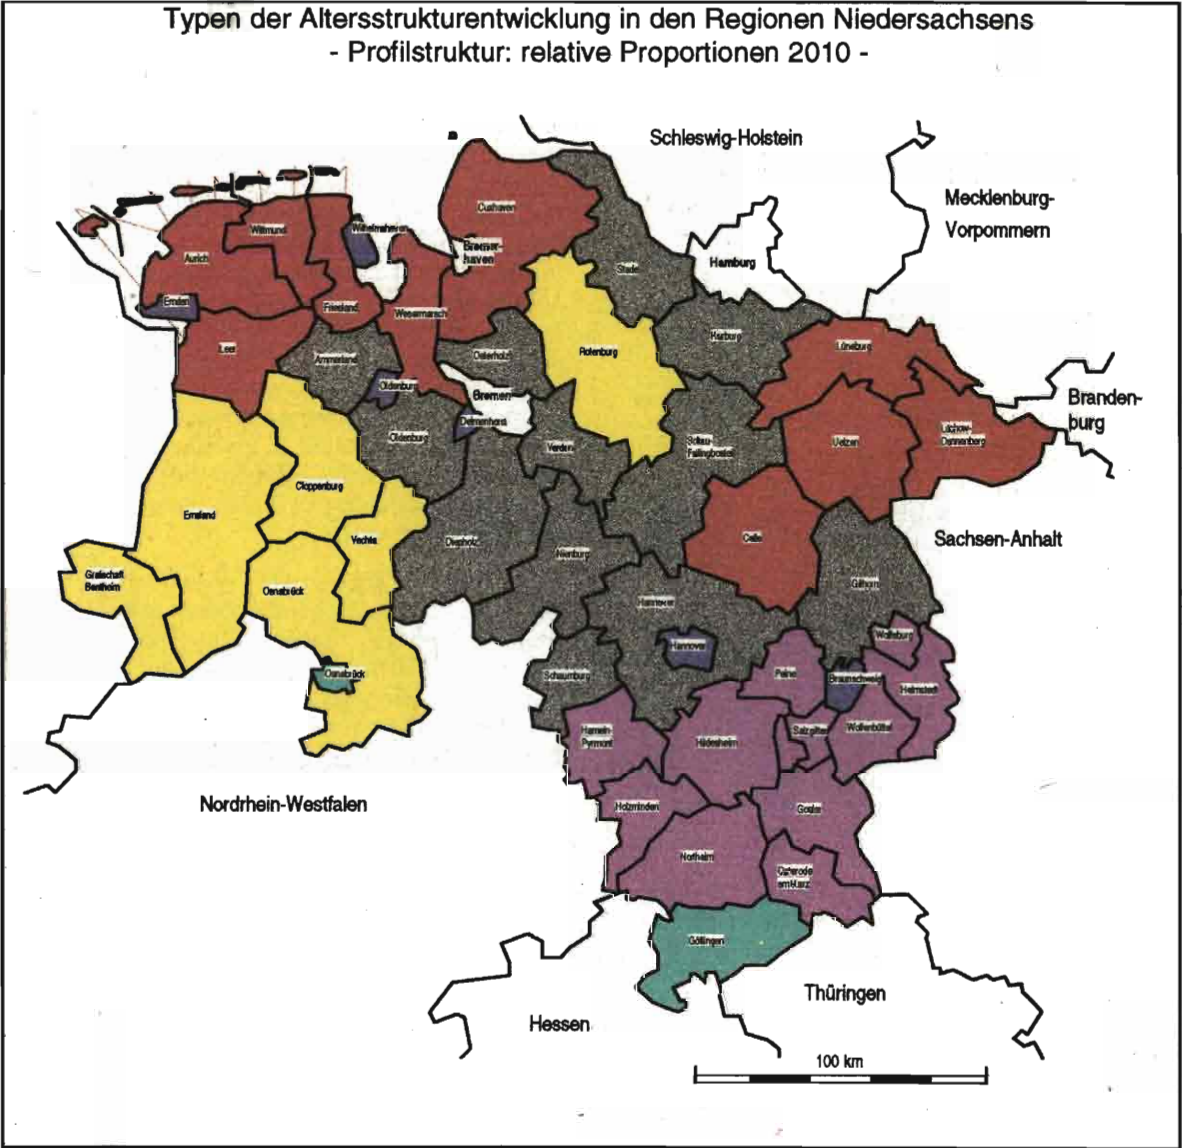 Typen der Altersstrukturentwicklung in den Regionen Niedersachsens
- Profilstruktur: relative Proportionen 2010 -
Schleswig-Holstein
Mecklenburg-
Vorpommern
Cuxhaven
Wittmund
Wilhelmshaven
Bremer-
haven
Aurich
Hamburg
Stade
Emden
Friesland
Wesermarsch
Harburg
Lüneburg
Leer
Ammerland
Osterholz
Rotenburg
Oldenburg
Bremen
Branden-
burg
Delmenhorst
Oldenburg
Verden
Soltau-
Fallingbostel
Uelzen
Lüchow-
Dannenberg
Cloppenburg
Emsland
Vechta
Diepholz
Nienburg
Celle
Sachsen-Anhalt
Grafschaft
Bentheim
Osnabrück
Gifhorn
Hannover
Wolfsburg
Hannover
Osnabrück
Schaumburg
Peine
Braunschweig
Helmstedt
Hameln-
Pyrmont
Hildesheim
Salzgitter
Wolfenbüttel
Nordrhein-Westfalen
Holzminden
Goslar
Northeim
Osterode
am Harz
Göttingen
Thüringen
Hessen
100 km